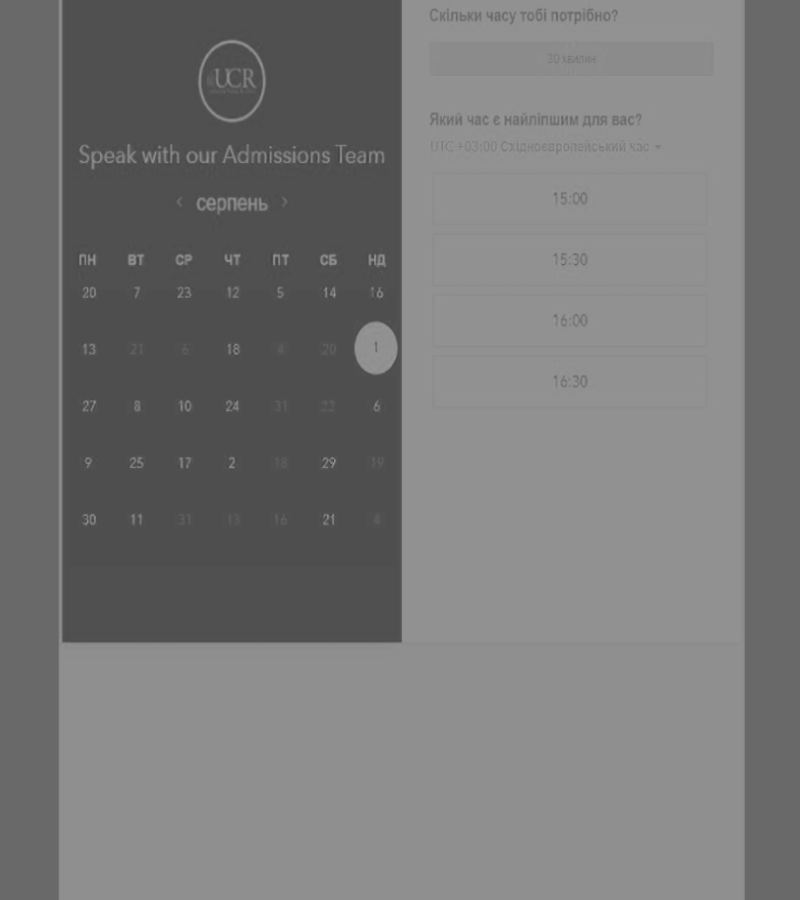 UCR
Speak with our Admissions Team
‹ серпень ›
ПН ВТ СР ЧТ ПТ СБ НД
20 7 23 12 5 14 16
13 21 6 18 4 20 1
27 8 10 24 31 22 6
9 25 17 2 18 29 19
30 11 31 13 16 21 4
Скільки часу тобі потрібно?
30 хвилин
Який час є найліпшим для вас?
UTC +03:00 Східноєвропейський час
15:00
15:30
16:00
16:30